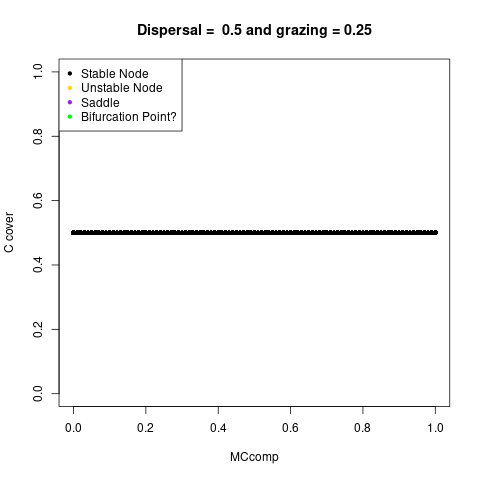 Dispersal =  0.5 and grazing = 0.25
Stable Node
Unstable Node
Saddle
Bifurcation Point?
1.0
0.8
0.6
0.4
0.2
0.0
C cover
0.0 0.2 0.4 0.6 0.8 1.0
MCcomp